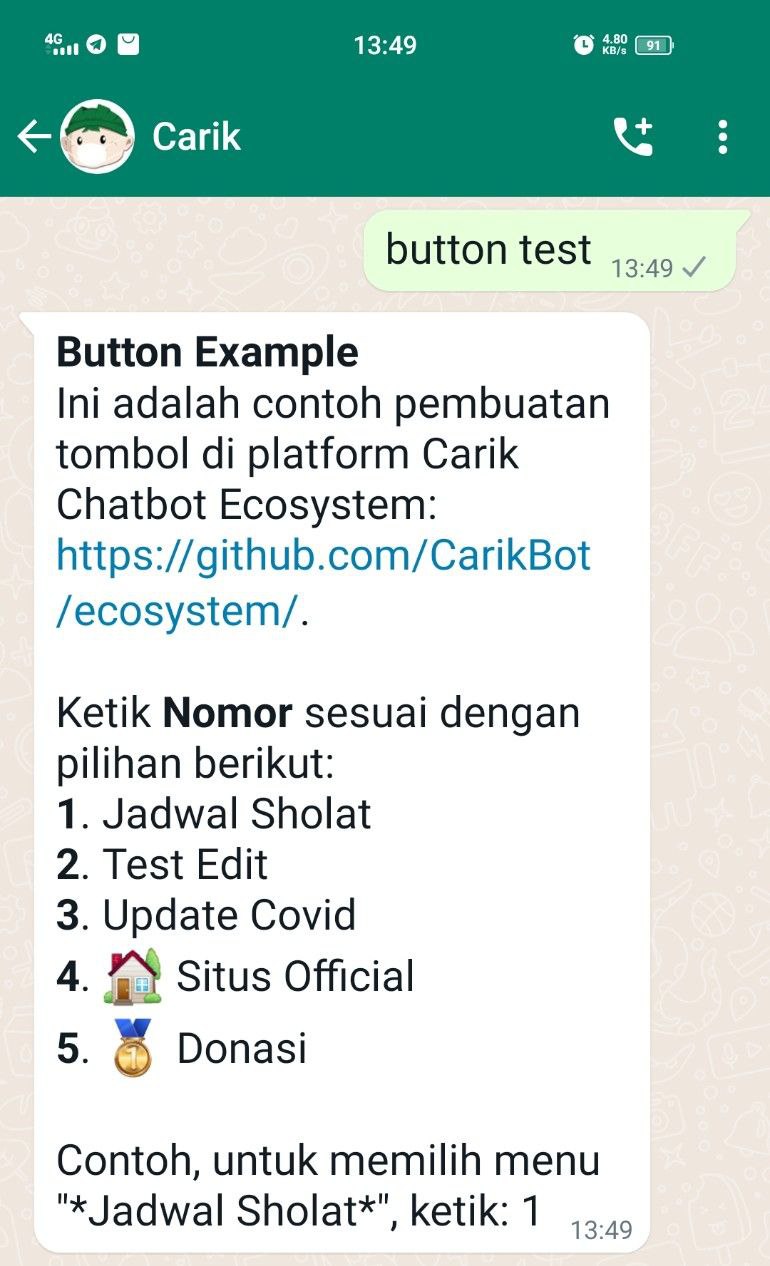 4G 13:49 4.80 KB/s 91
Carik
button test 13:49
Button Example
Ini adalah contoh pembuatan
tombol di platform Carik
Chatbot Ecosystem:
https://github.com/CarikBot
/ecosystem/.
Ketik Nomor sesuai dengan
pilihan berikut:
1. Jadwal Sholat
2. Test Edit
3. Update Covid
4. 🏡 Situs Official
5. 🥇 Donasi
Contoh, untuk memilih menu
"*Jadwal Sholat*", ketik: 1 13:49